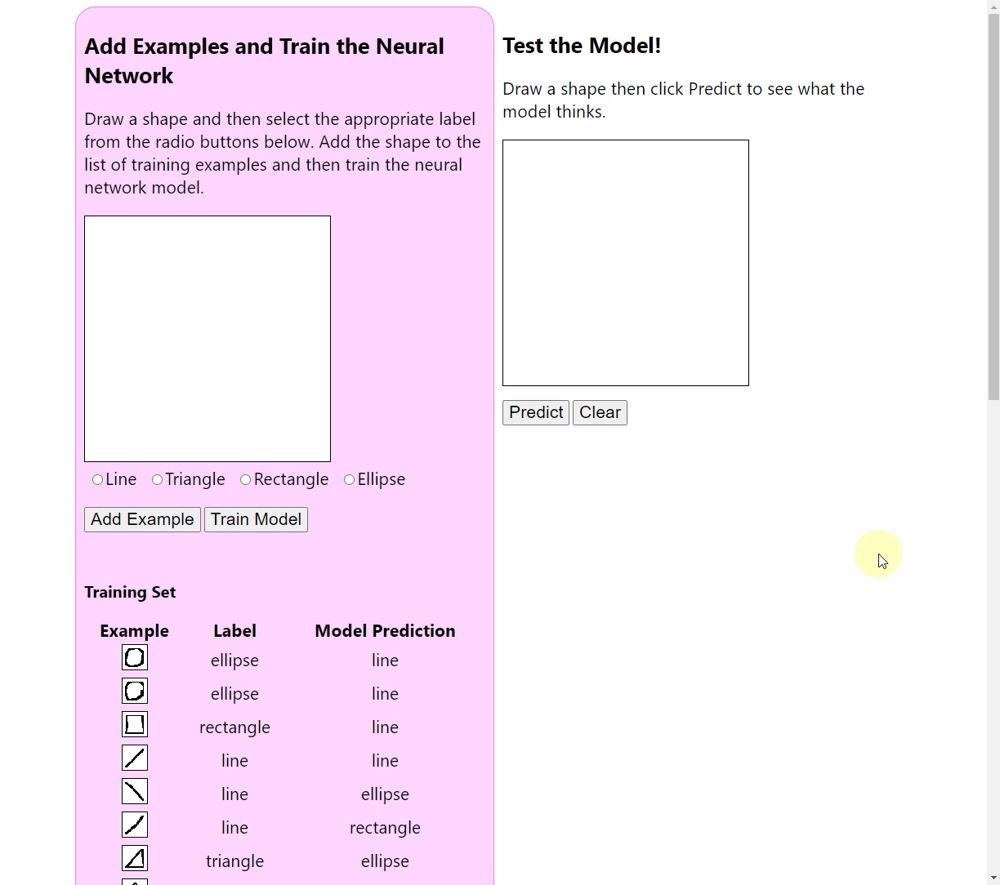 Add Examples and Train the Neural
Network
Draw a shape and then select the appropriate label
from the radio buttons below. Add the shape to the
list of training examples and then train the neural
network model.
Line Triangle Rectangle Ellipse
Add Example Train Model
Training Set
Example Label Model Prediction
ellipse line
ellipse line
rectangle line
line line
line ellipse
line rectangle
triangle ellipse
Test the Model!
Draw a shape then click Predict to see what the
model thinks.
Predict Clear